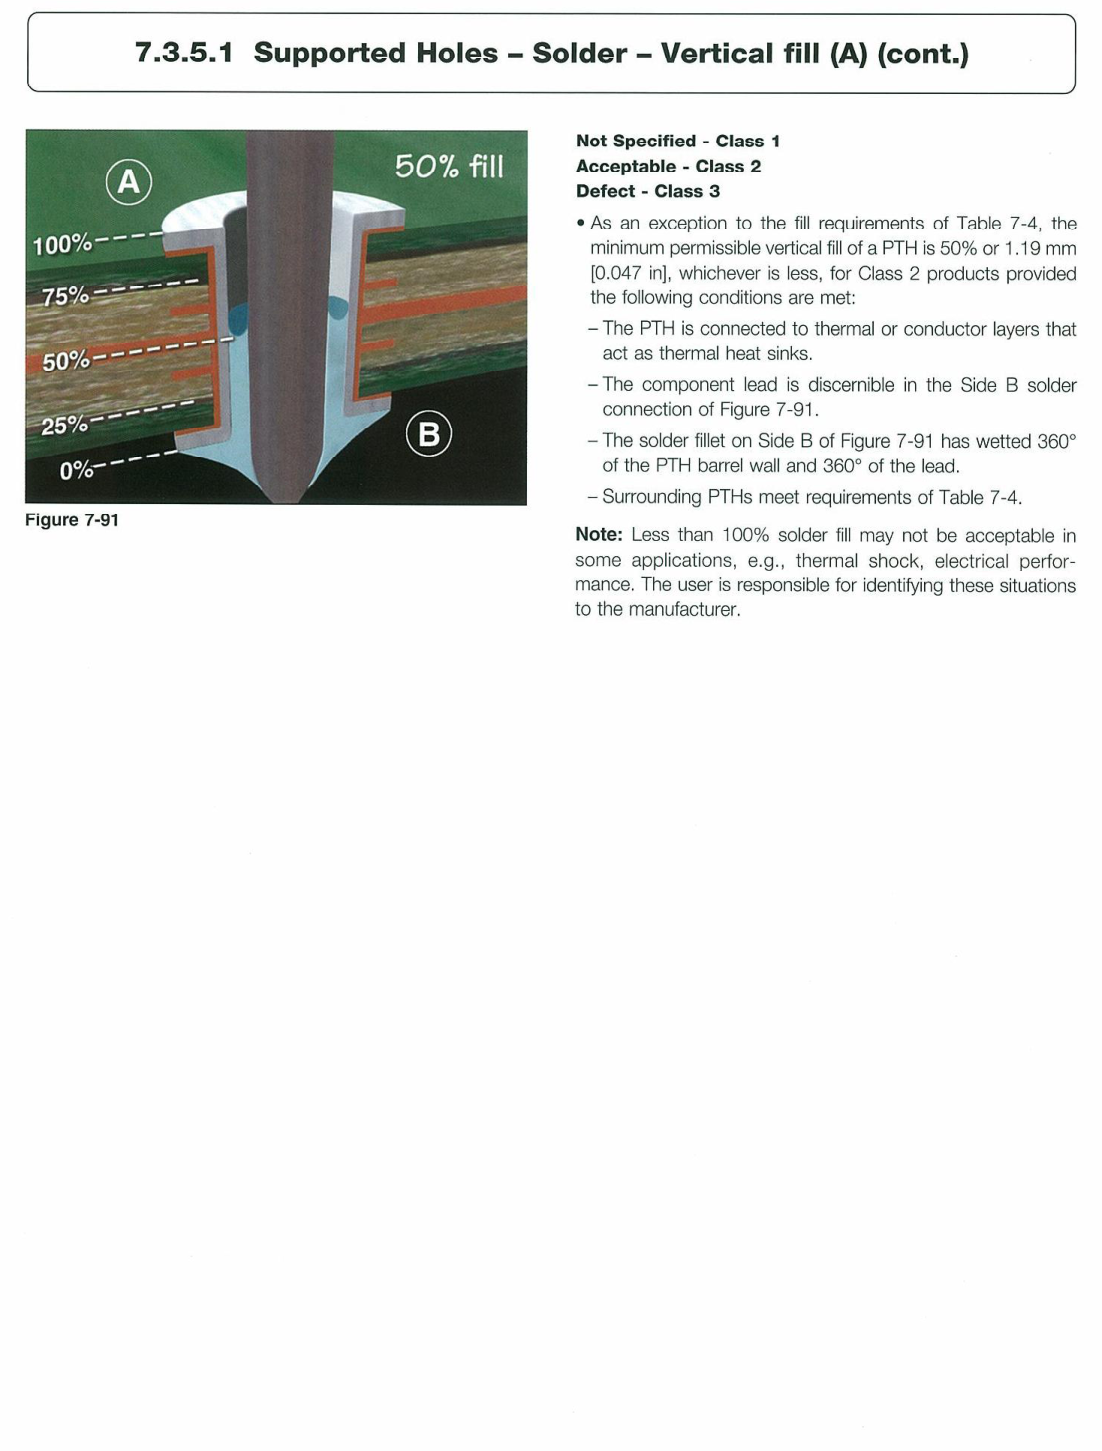 7.3.5.1 Supported Holes – Solder – Vertical fill (A) (cont.)
A
50% fill
100%
75%
50%
25%
0%
B
Figure 7-91
Not Specified - Class 1
Acceptable - Class 2
Defect - Class 3
• As an exception to the fill requirements of Table 7-4, the
minimum permissible vertical fill of a PTH is 50% or 1.19 mm
[0.047 in], whichever is less, for Class 2 products provided
the following conditions are met:
– The PTH is connected to thermal or conductor layers that
act as thermal heat sinks.
– The component lead is discernible in the Side B solder
connection of Figure 7-91.
– The solder fillet on Side B of Figure 7-91 has wetted 360°
of the PTH barrel wall and 360° of the lead.
– Surrounding PTHs meet requirements of Table 7-4.
Note: Less than 100% solder fill may not be acceptable in
some applications, e.g., thermal shock, electrical perfor-
mance. The user is responsible for identifying these situations
to the manufacturer.